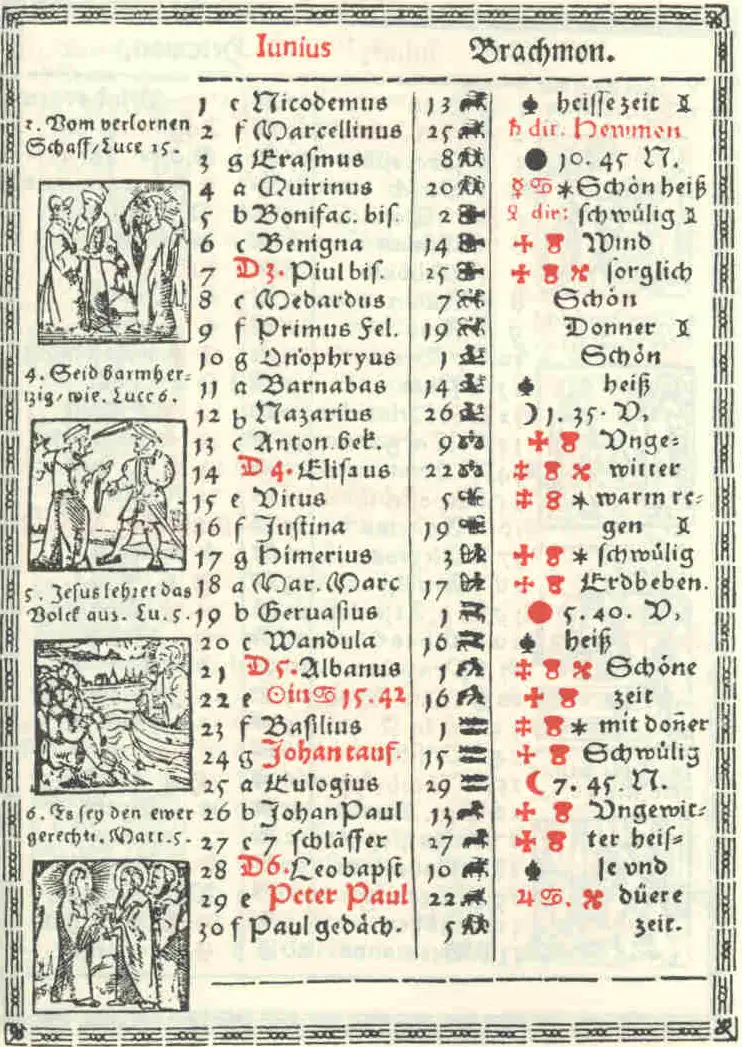 Iunius Brachmon.
1 c Nicodemus 13 heisse zeit
2 f Marcellinus 25 ♄ dir. Hewmon
3 g Erasmus 8 ● 10. 45 N.
4 a Quirinus 20 ☿ ♋ * Schön heiß
5 b Bonifac. bis. 2 ♀ dir: schwülig
6 c Benigna 14 Wind
7 D3. Piul bis. 25 sorglich
8 e Medardus 7 Schön
9 f Primus Fel. 19 Donner
10 g Onophryus 1 Schön
11 a Barnabas 14 heiß
12 b Nazarius 26 1. 35. V,
13 c Anton. bek. 9 Vnge-
14 D4. Elisaus 22 witter
15 e Vitus 5 * warm re-
16 f Justina 19 gen
17 g Himerius 3 * schwülig
18 a Mar. Marc 17 Erdbeben.
19 b Geruasius 1 5. 40. V,
20 c Wandula 16 heiß
21 D5. Albanus 1 Schöne
22 e ☉ in ♋ 15. 42 16 zeit
23 f Basilius 1 * mit doñer
24 g Johan tauf. 15 Schwülig
25 a Eulogius 29 ☾ 7. 45. N.
26 b Johan Paul 13 Vngewit-
27 c 7 schläffer 27 ter heis-
28 D6. Leo bapst 10 se vnd
29 e Peter Paul 22 ♃ ♋. düere
30 f Paul gedäch. 5 zeit.
2. Vom verlornen
Schaff/Luce 15.
4. Seid barmher-
tzig/wie. Luce 6.
5. Jesus lehret das
Volck aus. Lu. 5.
6. Es sey den ewer
gerechti. Matt. 5.